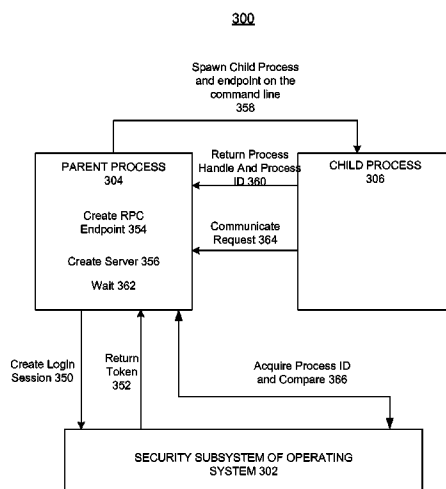 300
Spawn Child Process
and endpoint on the
command line
358
PARENT PROCESS
304
Create RPC
Endpoint 354
Create Server 356
Wait 362
Return Process
Handle And Process
ID 360
Communicate
Request 364
CHILD PROCESS
306
Create Login
Session 350
Return
Token
352
Acquire Process ID
and Compare 366
SECURITY SUBSYSTEM OF OPERATING
SYSTEM 302